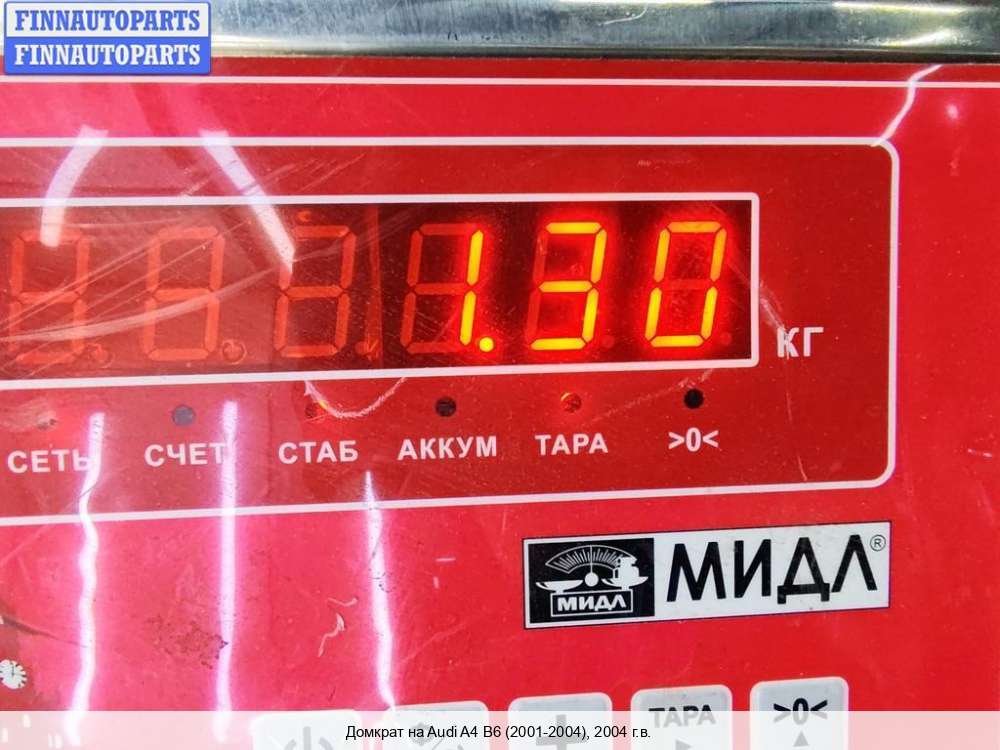 FINNAUTOPARTS
FINNAUTOPARTS
1.30
кг
СЕТЬ СЧЕТ СТАБ АККУМ ТАРА >0<
МИДЛ МИДЛ®
ТАРА >0<
Домкрат на Audi A4 B6 (2001-2004), 2004 г.в.